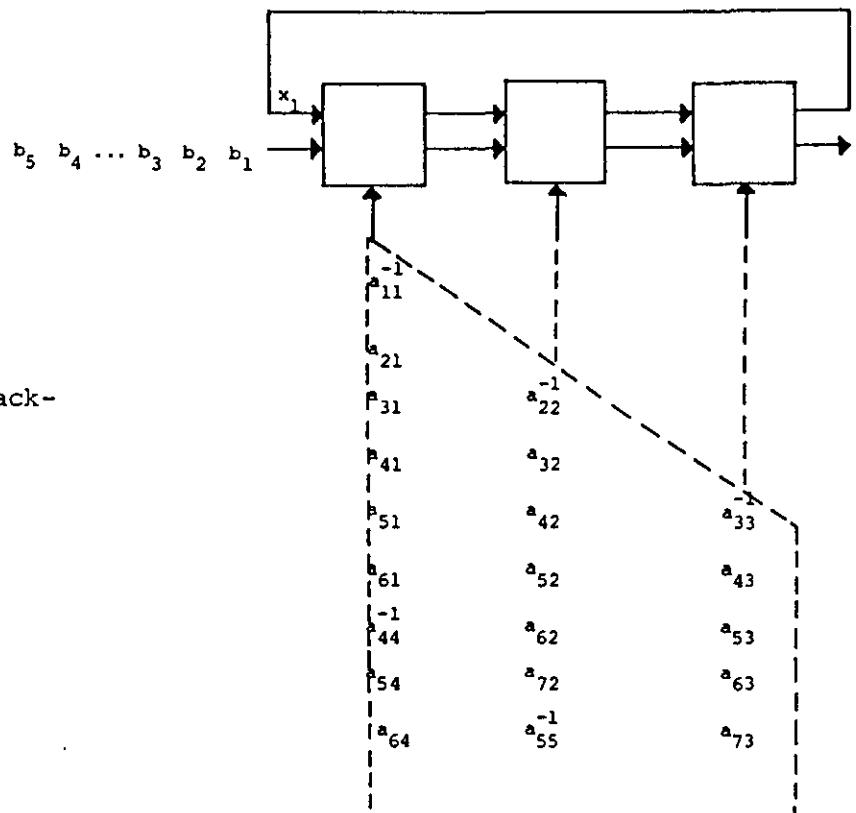 x₁
b₅ b₄ ... b₃ b₂ b₁
a₁₁⁻¹
a₂₁
ack-
a₃₁ a₂₂⁻¹
a₄₁ a₃₂
a₅₁ a₄₂ a₃₃⁻¹
a₆₁ a₅₂ a₄₃
a₄₄⁻¹ a₆₂ a₅₃
a₅₄ a₇₂ a₆₃
a₆₄ a₅₅⁻¹ a₇₃